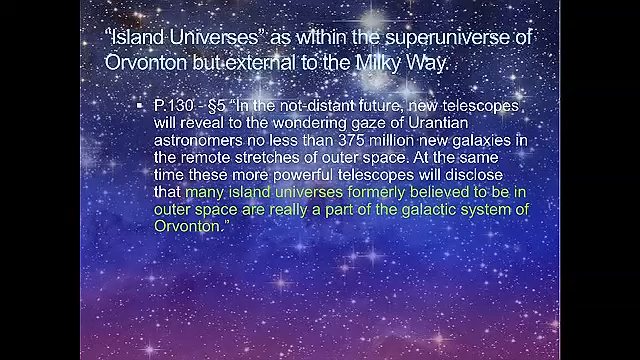 “Island Universes” as within the superuniverse of
Orvonton but external to the Milky Way.
▪ P.130 - §5 “In the not-distant future, new telescopes
will reveal to the wondering gaze of Urantian
astronomers no less than 375 million new galaxies in
the remote stretches of outer space. At the same
time these more powerful telescopes will disclose
that many island universes formerly believed to be in
outer space are really a part of the galactic system of
Orvonton.”